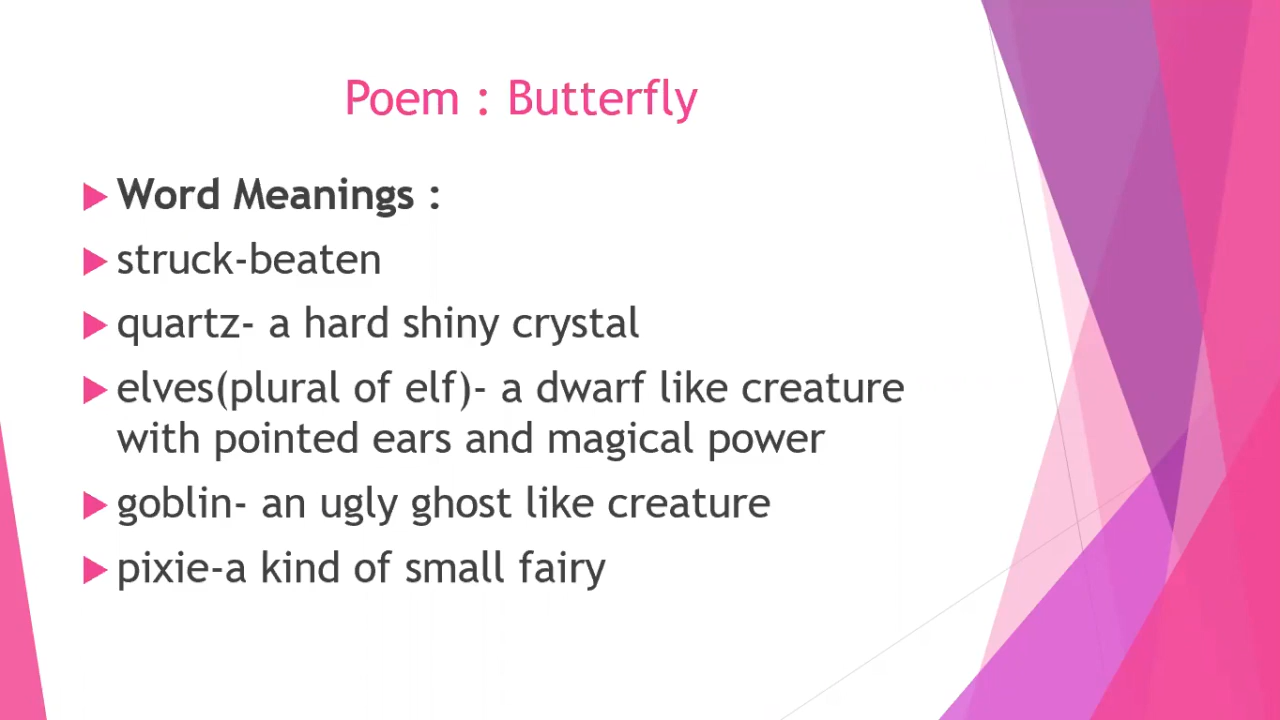 Poem : Butterfly
Word Meanings :
struck-beaten
quartz- a hard shiny crystal
elves(plural of elf)- a dwarf like creature
with pointed ears and magical power
goblin- an ugly ghost like creature
pixie-a kind of small fairy